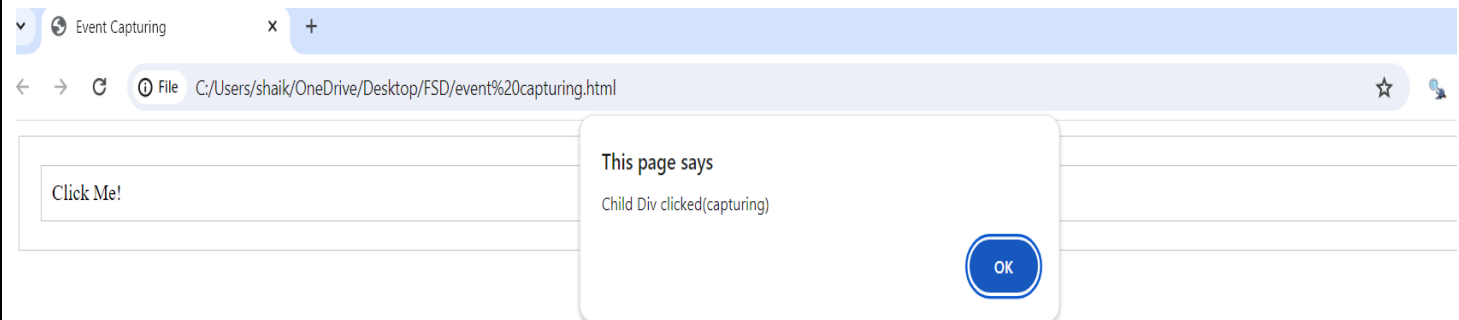 Event Capturing
File C:/Users/shaik/OneDrive/Desktop/FSD/event%20capturing.html
This page says
Click Me!
Child Div clicked(capturing)
OK